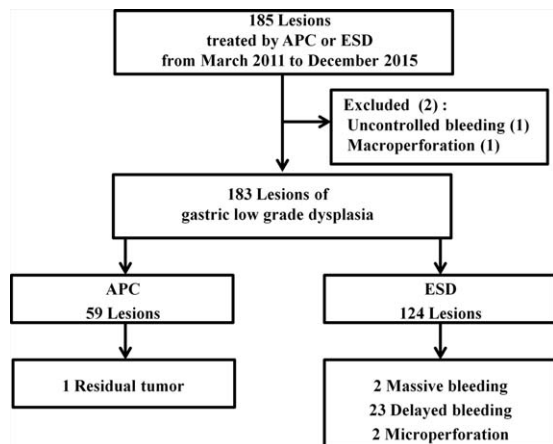 185 Lesions
treated by APC or ESD
from March 2011 to December 2015
Excluded (2) :
Uncontrolled bleeding (1)
Macroperforation (1)
183 Lesions of
gastric low grade dysplasia
APC
59 Lesions
ESD
124 Lesions
1 Residual tumor
2 Massive bleeding
23 Delayed bleeding
2 Microperforation